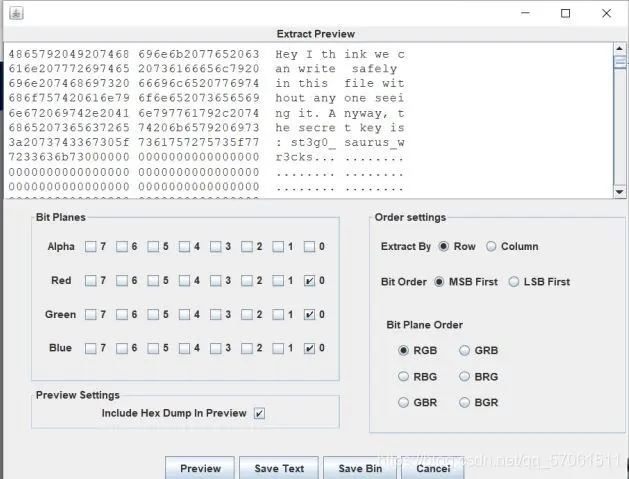 Extract Preview
4865792049207468 696e6b2077652063 Hey I th ink we c
616e207772697465 20736166656c7920 an write  safely 
696e207468697320 66696c6520776974 in this  file wit
686f757420616e79 6f6e652073656569 hout any one seei
6e672069742e2041 6e797761792c2074 ng it. A nyway, t
6865207365637265 74206b6579206973 he secret key is
3a2073743367305f 7361757275735f77 : st3g0_ saurus_w
7233636b73000000 0000000000000000 r3cks... ........
0000000000000000 0000000000000000 ........ ........
0000000000000000 0000000000000000 ........ ........
Bit Planes
Order settings
Alpha 7 6 5 4 3 2 1 0
Extract By Row Column
Red 7 6 5 4 3 2 1 0
Bit Order MSB First LSB First
Green 7 6 5 4 3 2 1 0
Bit Plane Order
Blue 7 6 5 4 3 2 1 0
RGB GRB
RBG BRG
Preview Settings
GBR BGR
Include Hex Dump In Preview
https://blog.csdn.net/qq_57061511
Preview Save Text Save Bin Cancel